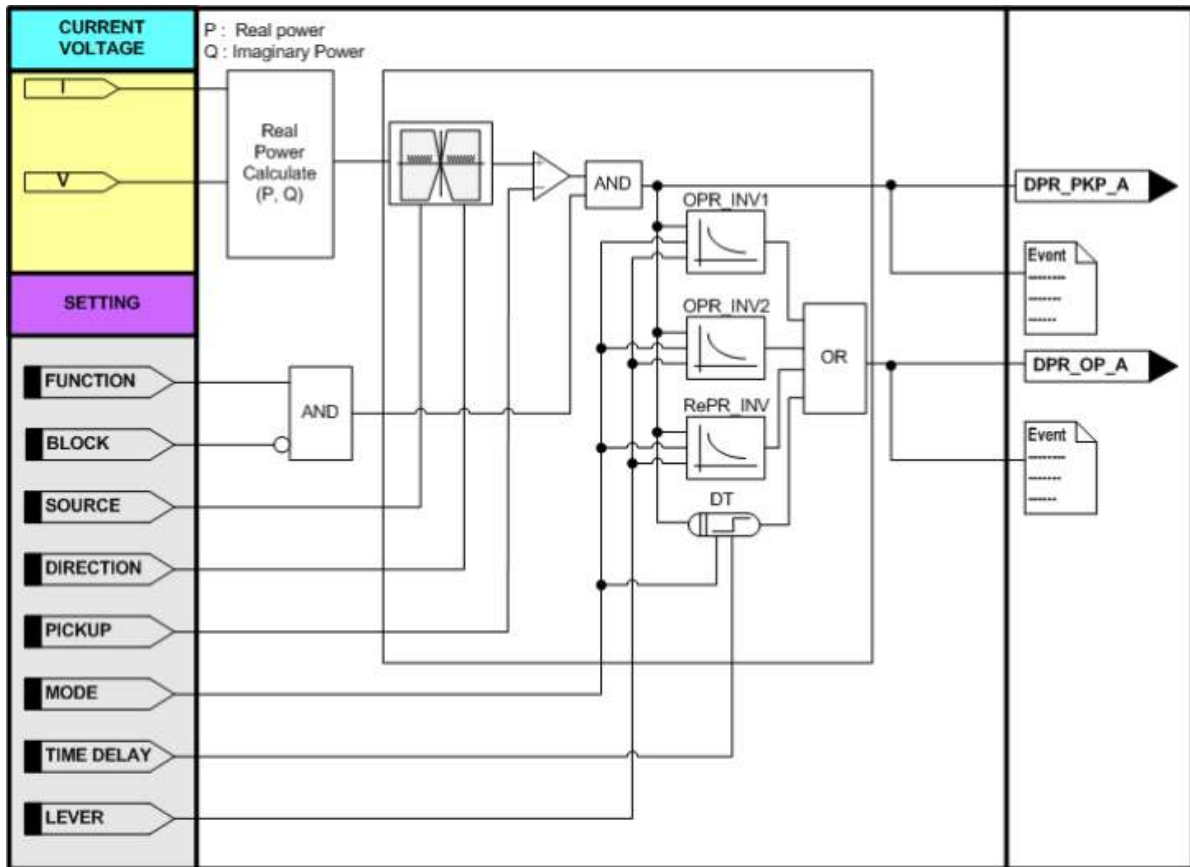 CURRENT
VOLTAGE
P : Real power
Q : Imaginary Power
I
V
Real
Power
Calculate
(P, Q)
+
−
AND
DPR_PKP_A
OPR_INV1
Event
SETTING
OPR_INV2
OR
DPR_OP_A
FUNCTION
AND
BLOCK
RePR_INV
Event
SOURCE
DT
DIRECTION
PICKUP
MODE
TIME DELAY
LEVER